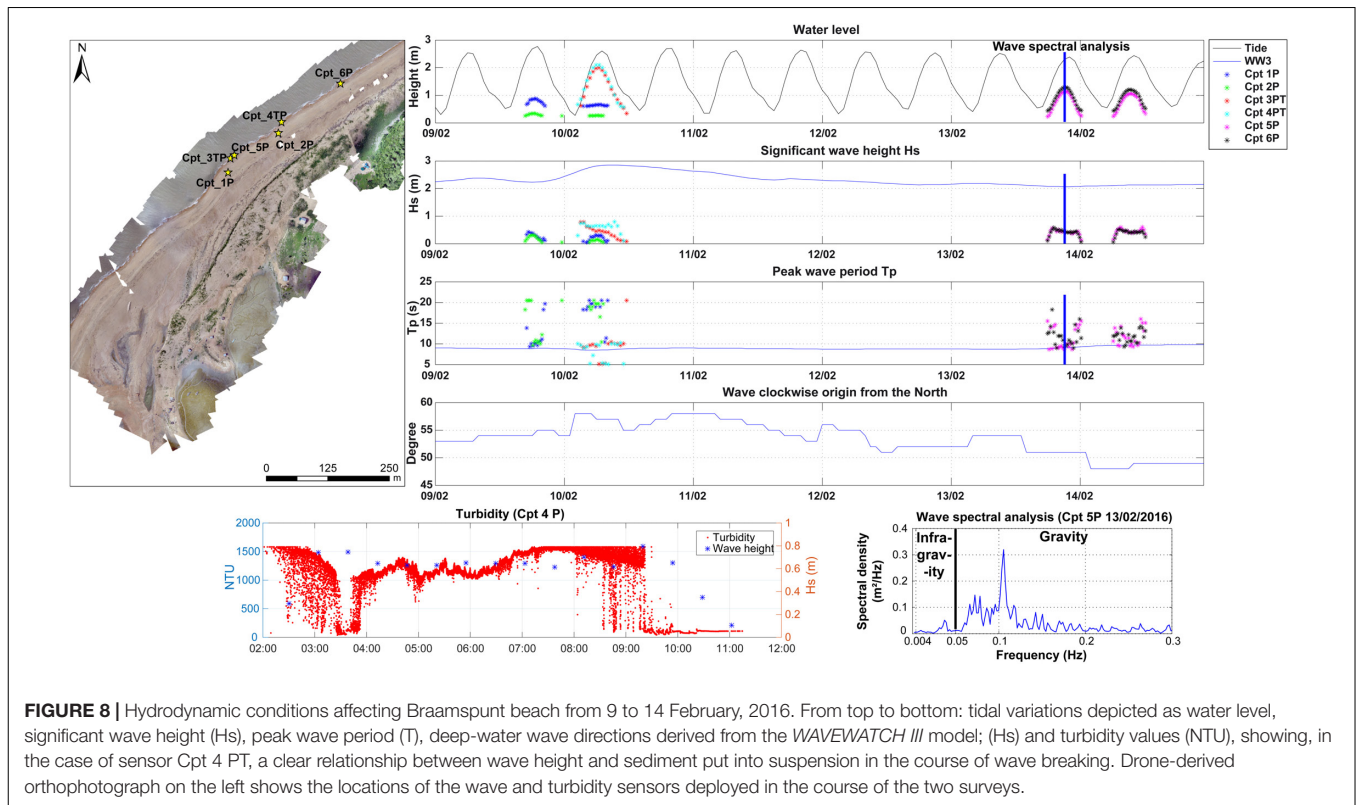 N
Cpt_6P
Cpt_4TP
Cpt_2P
Cpt_3TP
Cpt_5P
Cpt_1P
0 125 250
m
Water level
Wave spectral analysis
Height (m)
3
2
1
0
09/02 10/02 11/02 12/02 13/02 14/02
Tide
WW3
Cpt 1P
Cpt 2P
Cpt 3PT
Cpt 4PT
Cpt 5P
Cpt 6P
Significant wave height Hs
Hs (m)
3
2
1
0
09/02 10/02 11/02 12/02 13/02 14/02
Peak wave period Tp
Tp (s)
25
20
15
10
5
09/02 10/02 11/02 12/02 13/02 14/02
Wave clockwise origin from the North
Degree
60
55
50
45
09/02 10/02 11/02 12/02 13/02 14/02
Turbidity (Cpt 4 P)
NTU
2000
1500
1000
500
0
02:00 03:00 04:00 05:00 06:00 07:00 08:00 09:00 10:00 11:00 12:00
Turbidity
Wave height
1
0.8
0.6
0.4
0.2
0
Hs (m)
Wave spectral analysis (Cpt 5P 13/02/2016)
Infra-
grav-
-ity
Gravity
Spectral density
(m²/Hz)
0.4
0.3
0.2
0.1
0
0.004 0.05 0.1 0.2 0.3
Frequency (Hz)
FIGURE 8 | Hydrodynamic conditions affecting Braamspunt beach from 9 to 14 February, 2016. From top to bottom: tidal variations depicted as water level,
significant wave height (Hs), peak wave period (T), deep-water wave directions derived from the WAVEWATCH III model; (Hs) and turbidity values (NTU), showing, in
the case of sensor Cpt 4 PT, a clear relationship between wave height and sediment put into suspension in the course of wave breaking. Drone-derived
orthophotograph on the left shows the locations of the wave and turbidity sensors deployed in the course of the two surveys.